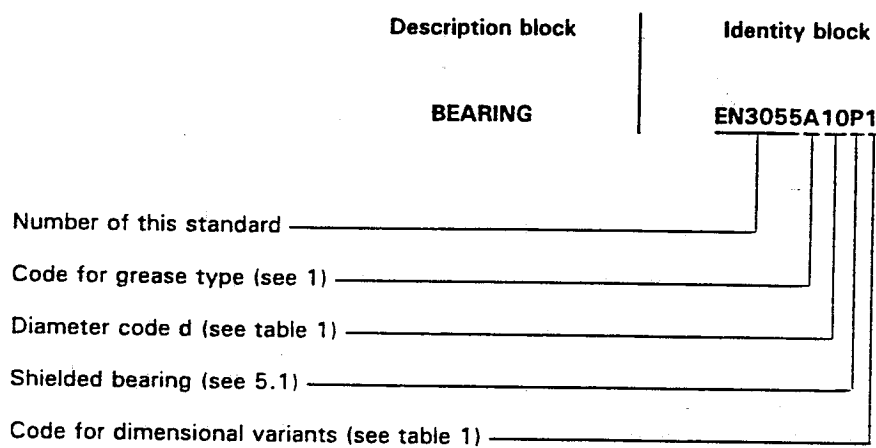 Description block Identity block
BEARING EN3055A10P1
Number of this standard
Code for grease type (see 1)
Diameter code d (see table 1)
Shielded bearing (see 5.1)
Code for dimensional variants (see table 1)